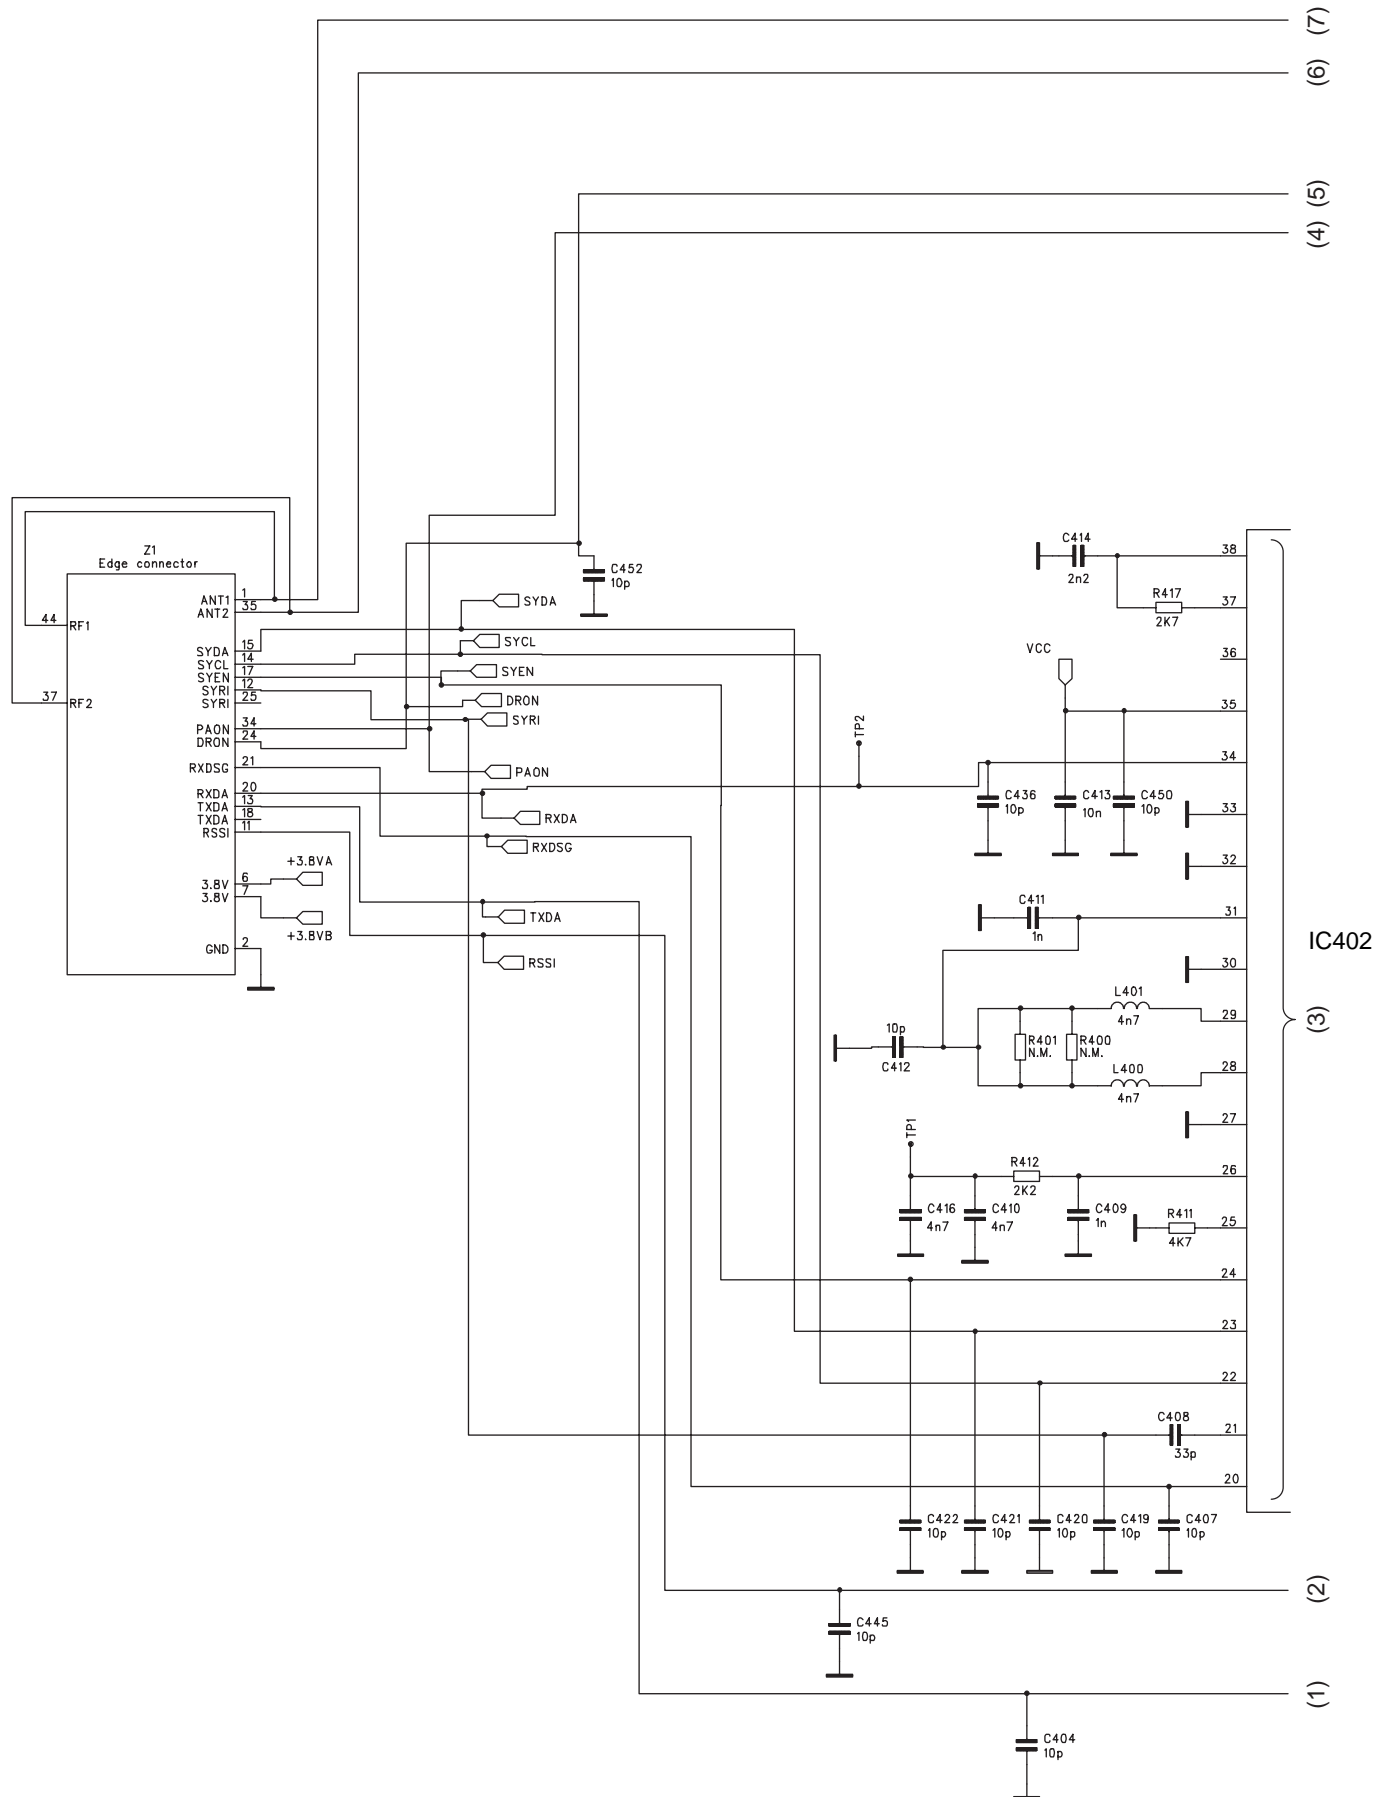 (7)
(6)
(5)
(4)
Z1
Edge connector
44
RF1
37
RF2
ANT1
1
ANT2
35
SYDA
15
SYCL
14
SYEN
17
SYRI
12
SYRI
25
PAON
34
DRON
24
RXDSG
21
RXDA
20
TXDA
13
TXDA
18
RSSI
11
3.8V
6
3.8V
7
GND
2
+3.8VA
+3.8VB
C452
10p
SYDA
SYCL
SYEN
DRON
SYRI
PAON
RXDA
RXDSG
TXDA
RSSI
TP2
C414
2n2
38
R417
2K7
37
36
VCC
35
34
C436
10p
C413
10n
C450
10p
33
32
C411
1n
31
30
IC402
(3)
L401
4n7
29
10p
C412
R401
N.M.
R400
N.M.
L400
4n7
28
27
TP1
R412
2K2
26
C416
4n7
C410
4n7
C409
1n
R411
4K7
25
24
23
22
C408
33p
21
20
C422
10p
C421
10p
C420
10p
C419
10p
C407
10p
(2)
C445
10p
(1)
C404
10p